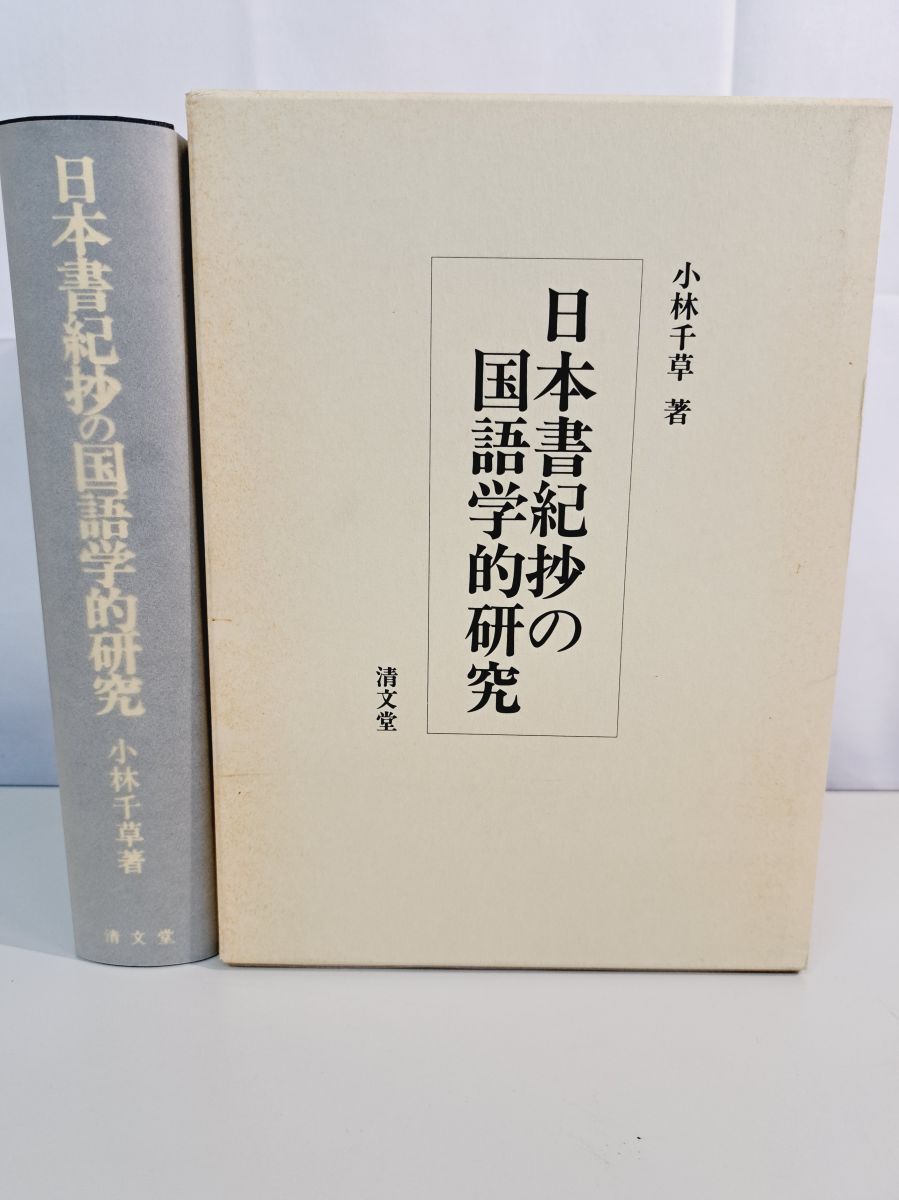 小林千草 著
日本書紀抄の
国語学的研究
清文堂
日本書紀抄の国語学的研究
小林千草著
清文堂